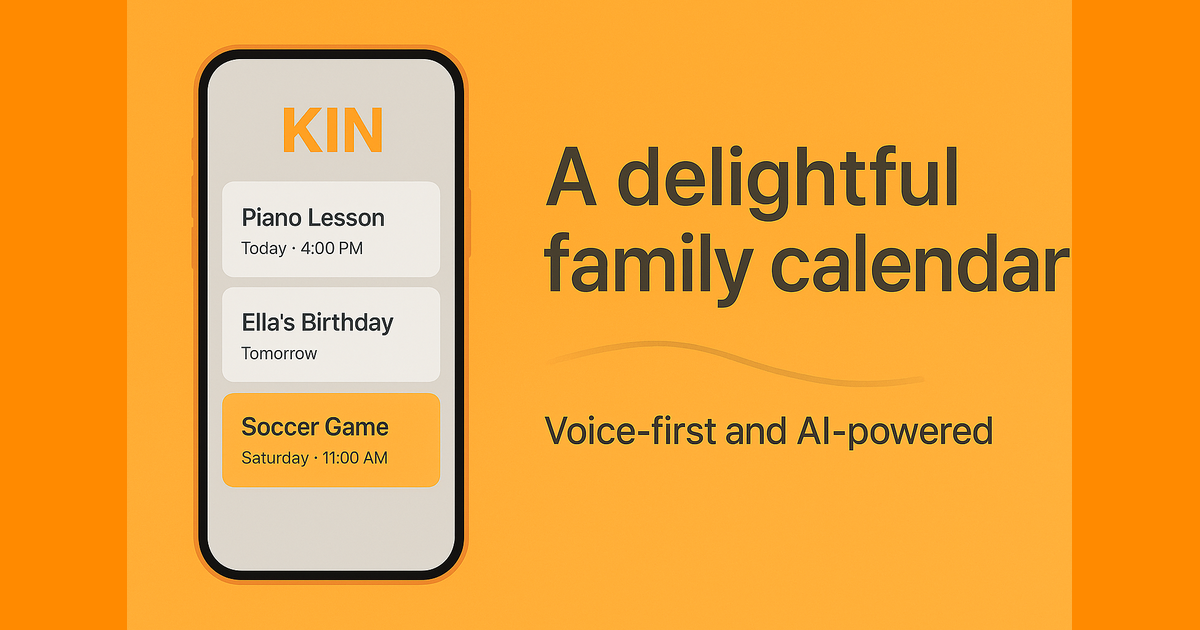 KIN
Piano Lesson
Today · 4:00 PM
Ella's Birthday
Tomorrow
Soccer Game
Saturday · 11:00 AM
A delightful
family calendar
Voice-first and AI-powered